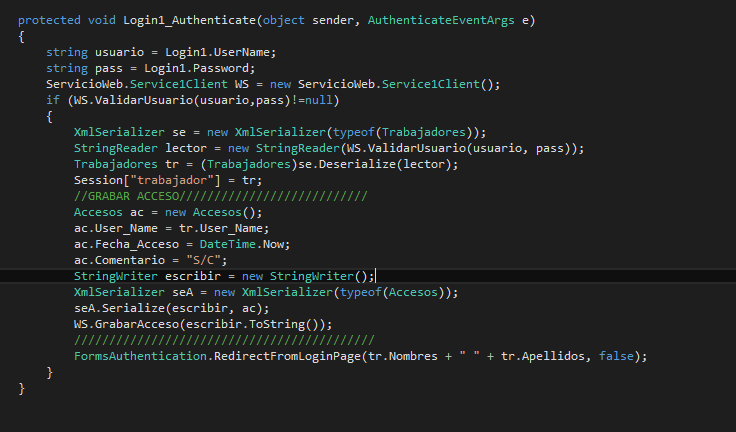 protected void Login1_Authenticate(object sender, AuthenticateEventArgs e)
{
string usuario = Login1.UserName;
string pass = Login1.Password;
ServicioWeb.Service1Client WS = new ServicioWeb.Service1Client();
if (WS.ValidarUsuario(usuario,pass)!=null)
{
XmlSerializer se = new XmlSerializer(typeof(Trabajadores));
StringReader lector = new StringReader(WS.ValidarUsuario(usuario, pass));
Trabajadores tr = (Trabajadores)se.Deserialize(lector);
Session["trabajador"] = tr;
//GRABAR ACCESO///////////////////////////
Accesos ac = new Accesos();
ac.User_Name = tr.User_Name;
ac.Fecha_Acceso = DateTime.Now;
ac.Comentario = "S/C";
StringWriter escribir = new StringWriter();
XmlSerializer seA = new XmlSerializer(typeof(Accesos));
seA.Serialize(escribir, ac);
WS.GrabarAcceso(escribir.ToString());
///////////////////////////////////////////
FormsAuthentication.RedirectFromLoginPage(tr.Nombres + " " + tr.Apellidos, false);
}
}